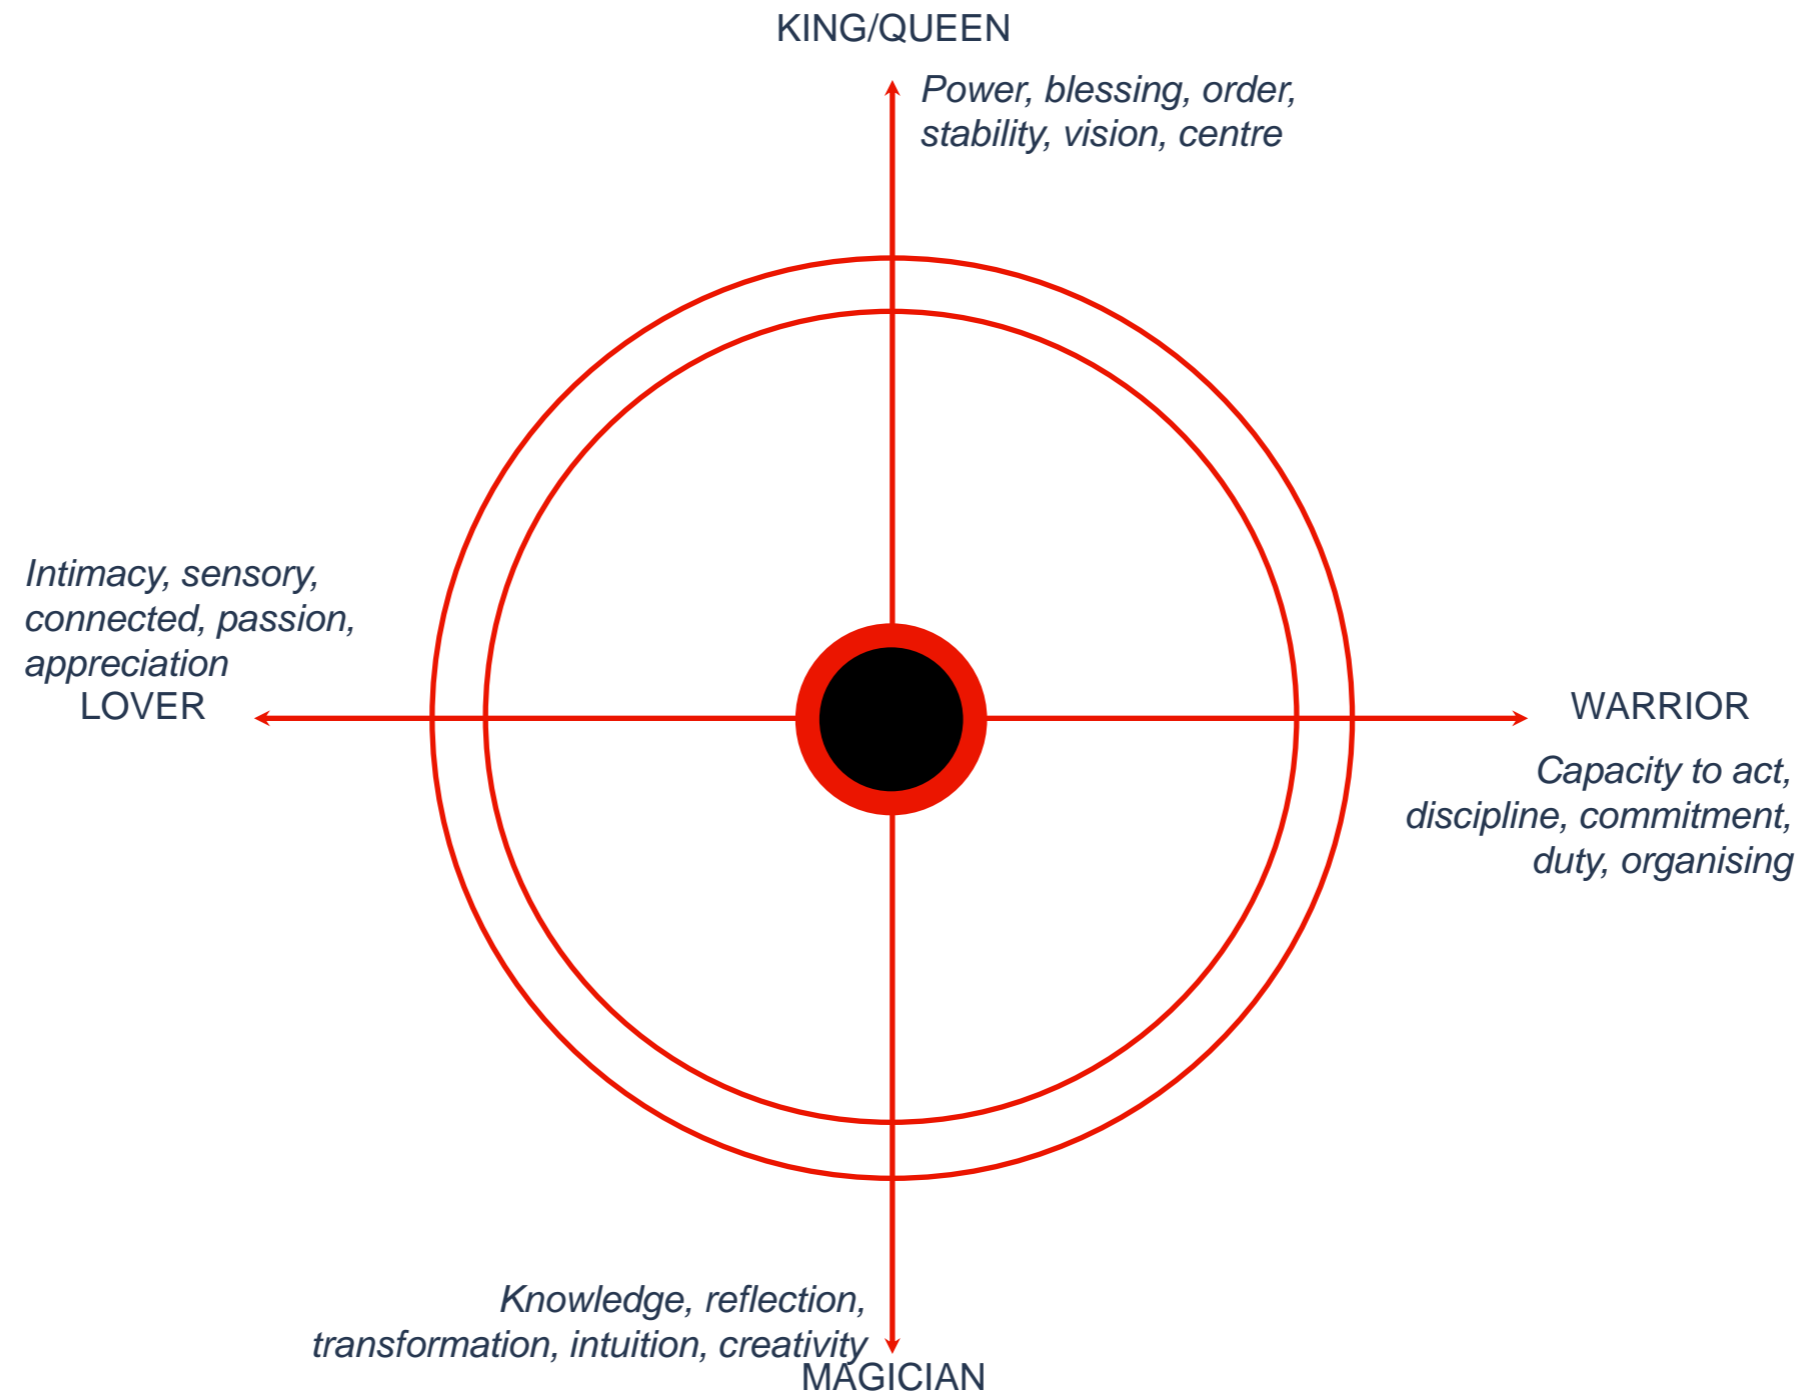 KING/QUEEN
Power, blessing, order,
stability, vision, centre
Intimacy, sensory,
connected, passion,
appreciation
LOVER
WARRIOR
Capacity to act,
discipline, commitment,
duty, organising
Knowledge, reflection,
transformation, intuition, creativity
MAGICIAN